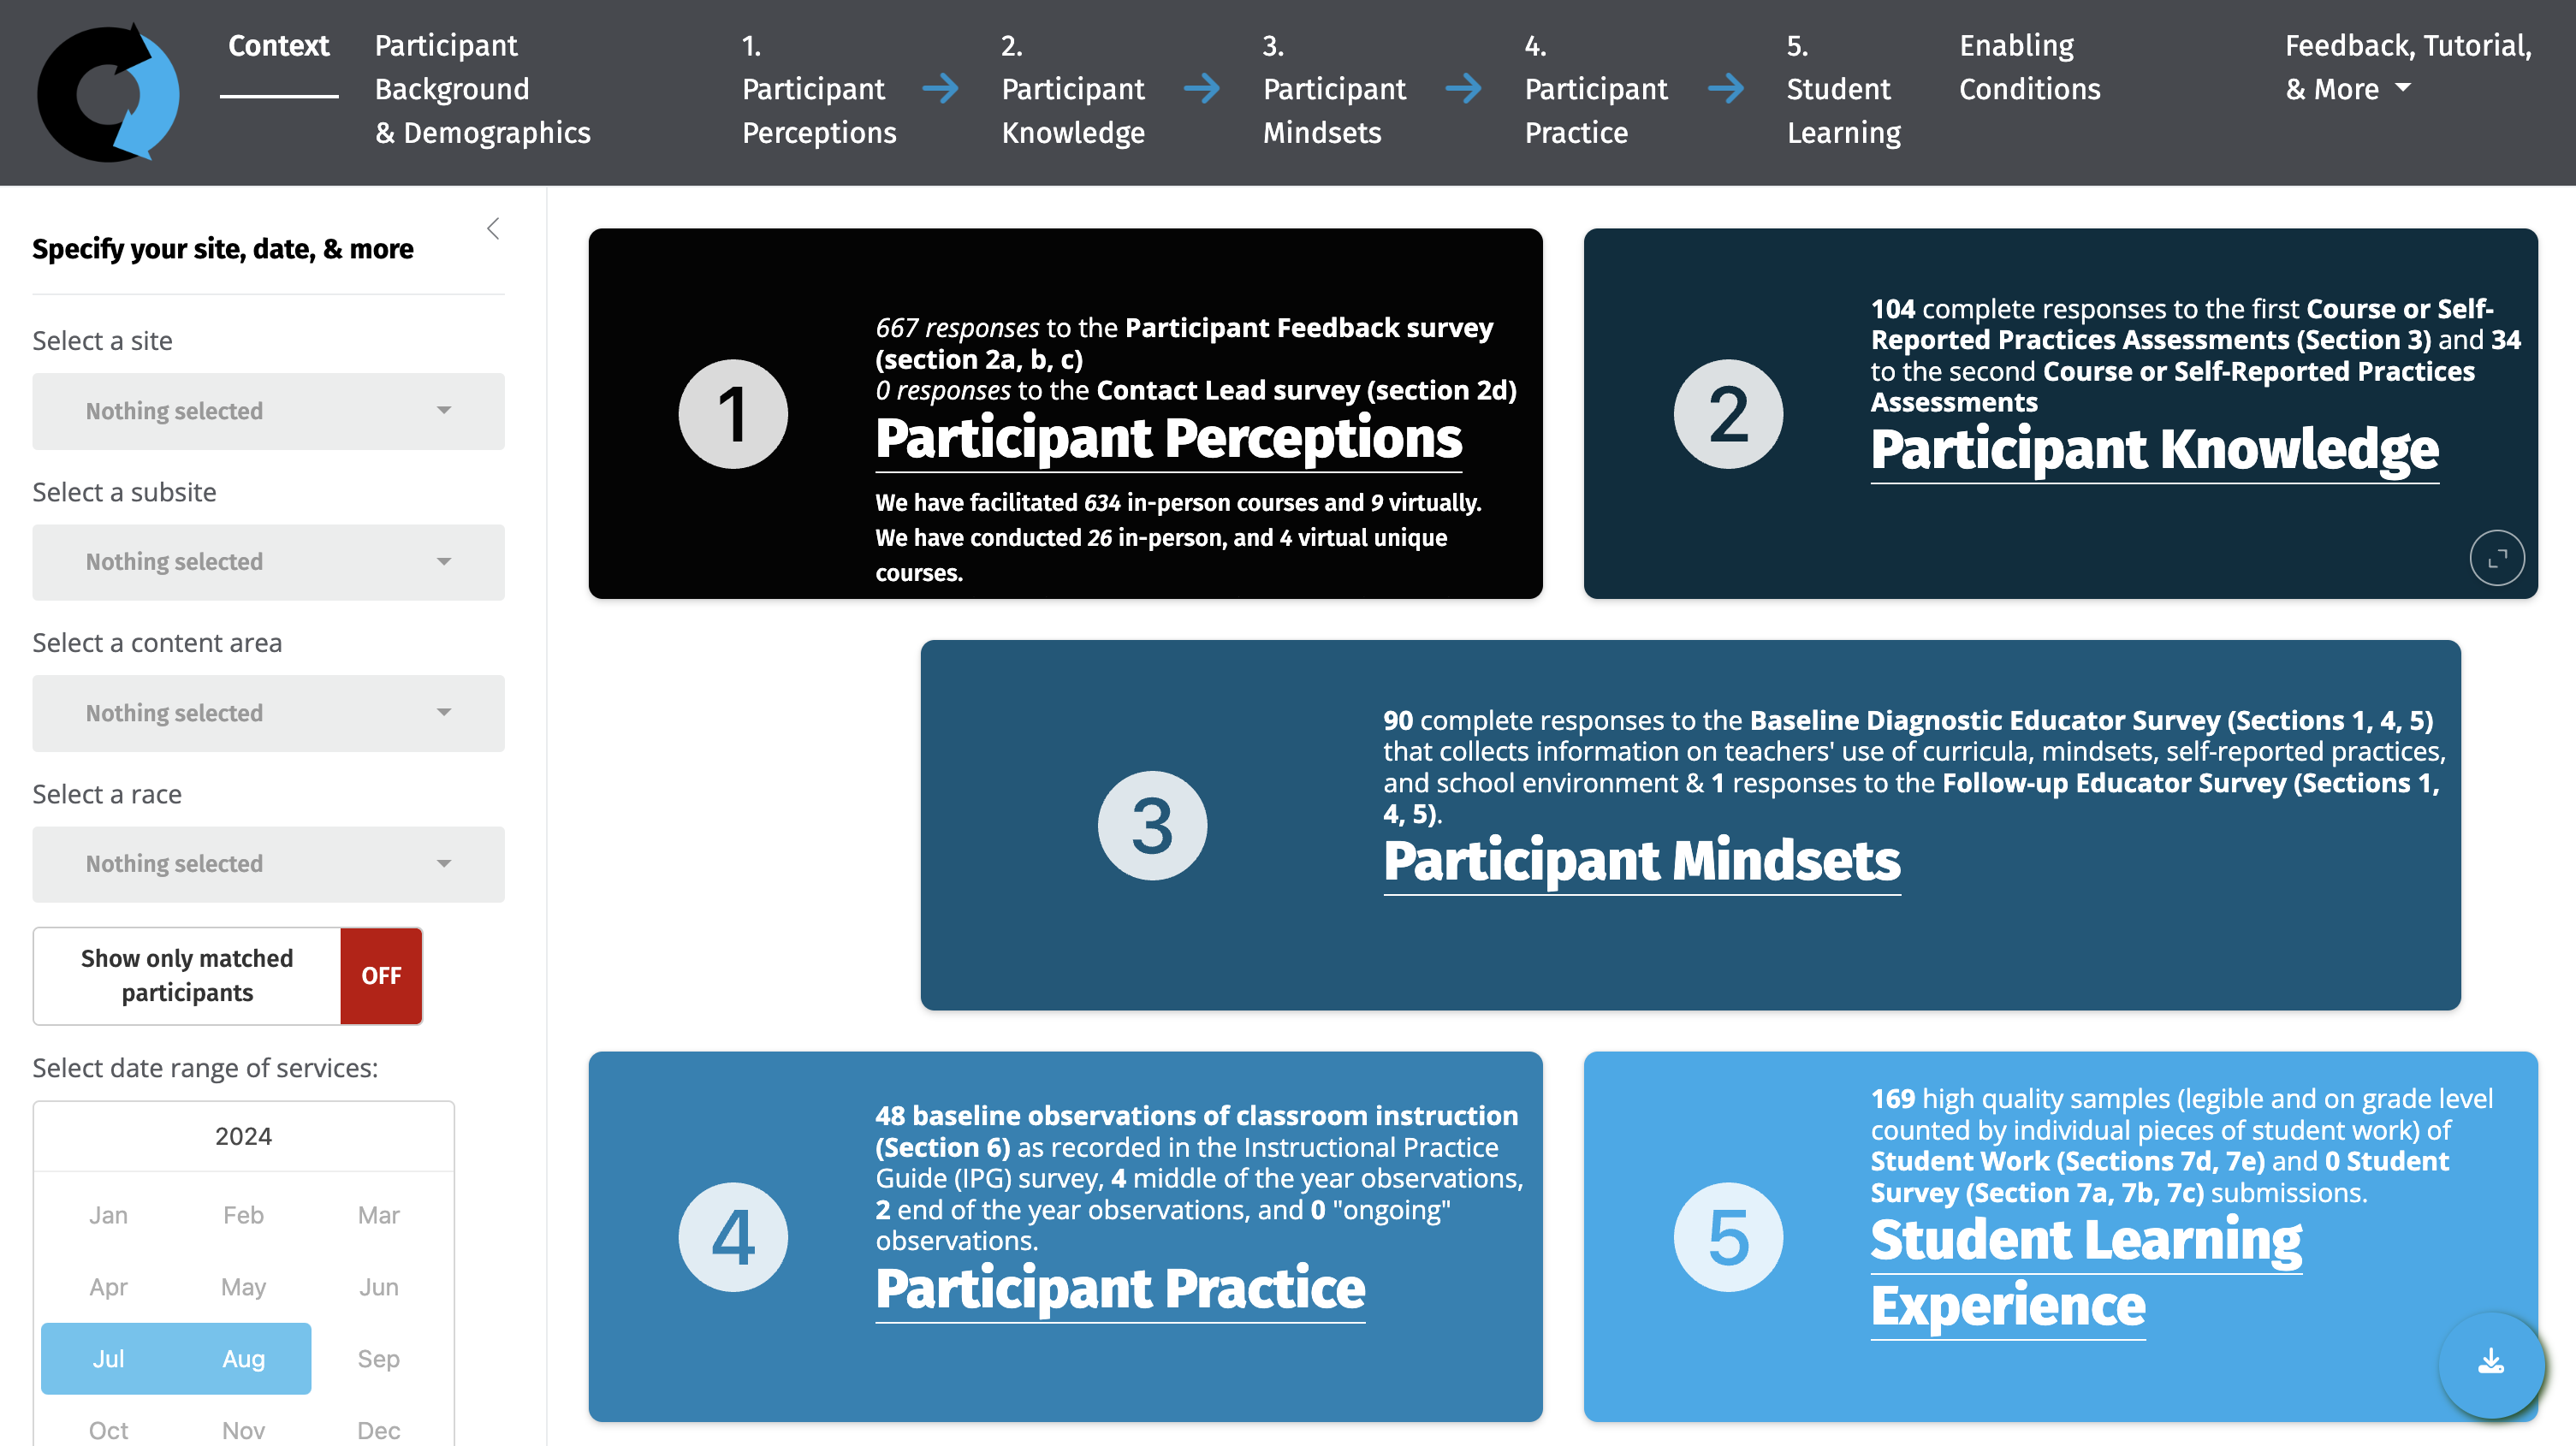 Context
Participant
Background
& Demographics
1.
Participant
Perceptions
2.
Participant
Knowledge
3.
Participant
Mindsets
4.
Participant
Practice
5.
Student
Learning
Enabling
Conditions
Feedback, Tutorial,
& More
Specify your site, date, & more
Select a site
Nothing selected
Select a subsite
Nothing selected
Select a content area
Nothing selected
Select a race
Nothing selected
Show only matched
participants
OFF
Select date range of services:
2024
Jan Feb Mar
Apr May Jun
Jul Aug Sep
Oct Nov Dec
1
667 responses to the Participant Feedback survey
(section 2a, b, c)
0 responses to the Contact Lead survey (section 2d)
Participant Perceptions
We have facilitated 634 in-person courses and 9 virtually.
We have conducted 26 in-person, and 4 virtual unique
courses.
2
104 complete responses to the first Course or Self-
Reported Practices Assessments (Section 3) and 34
to the second Course or Self-Reported Practices
Assessments
Participant Knowledge
3
90 complete responses to the Baseline Diagnostic Educator Survey (Sections 1, 4, 5)
that collects information on teachers' use of curricula, mindsets, self-reported practices,
and school environment & 1 responses to the Follow-up Educator Survey (Sections 1,
4, 5).
Participant Mindsets
4
48 baseline observations of classroom instruction
(Section 6) as recorded in the Instructional Practice
Guide (IPG) survey, 4 middle of the year observations,
2 end of the year observations, and 0 "ongoing"
observations.
Participant Practice
5
169 high quality samples (legible and on grade level
counted by individual pieces of student work) of
Student Work (Sections 7d, 7e) and 0 Student
Survey (Section 7a, 7b, 7c) submissions.
Student Learning
Experience